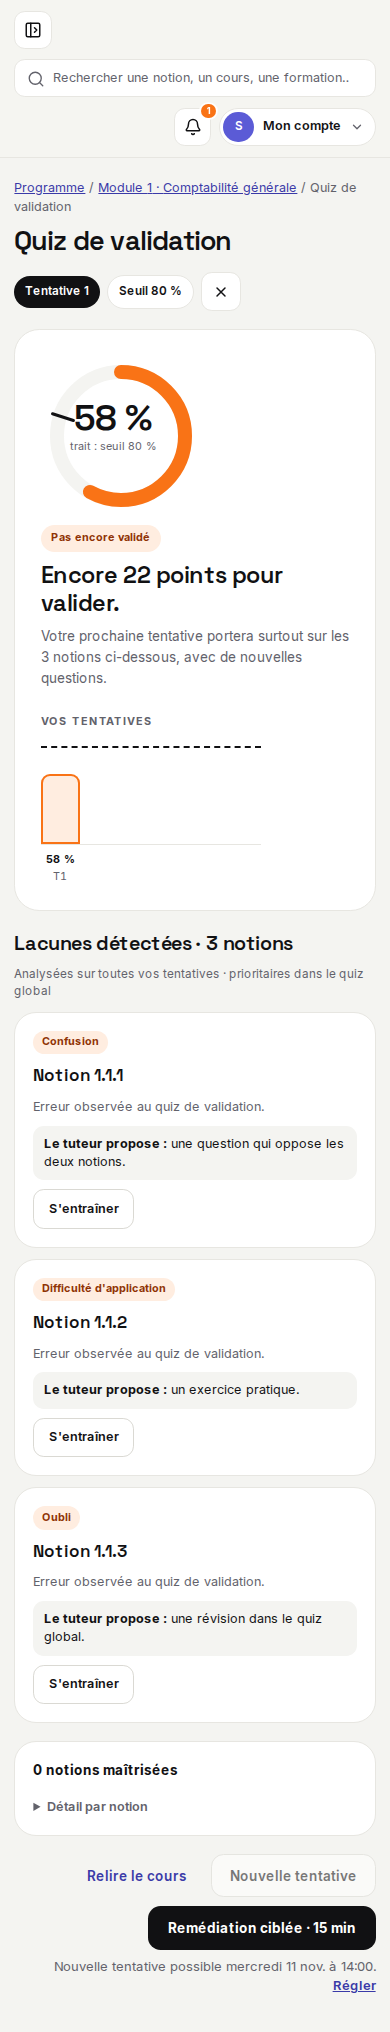 Rechercher une notion, un cours, une formation..
1
S Mon compte
Programme / Module 1 · Comptabilité générale / Quiz de
validation
Quiz de validation
Tentative 1 Seuil 80 %
58 %
trait : seuil 80 %
Pas encore validé
Encore 22 points pour
valider.
Votre prochaine tentative portera surtout sur les
3 notions ci-dessous, avec de nouvelles
questions.
VOS TENTATIVES
58 %
T1
Lacunes détectées · 3 notions
Analysées sur toutes vos tentatives · prioritaires dans le quiz
global
Confusion
Notion 1.1.1
Erreur observée au quiz de validation.
Le tuteur propose : une question qui oppose les
deux notions.
S'entraîner
Difficulté d'application
Notion 1.1.2
Erreur observée au quiz de validation.
Le tuteur propose : un exercice pratique.
S'entraîner
Oubli
Notion 1.1.3
Erreur observée au quiz de validation.
Le tuteur propose : une révision dans le quiz
global.
S'entraîner
0 notions maîtrisées
Détail par notion
Relire le cours Nouvelle tentative
Remédiation ciblée · 15 min
Nouvelle tentative possible mercredi 11 nov. à 14:00.
Régler